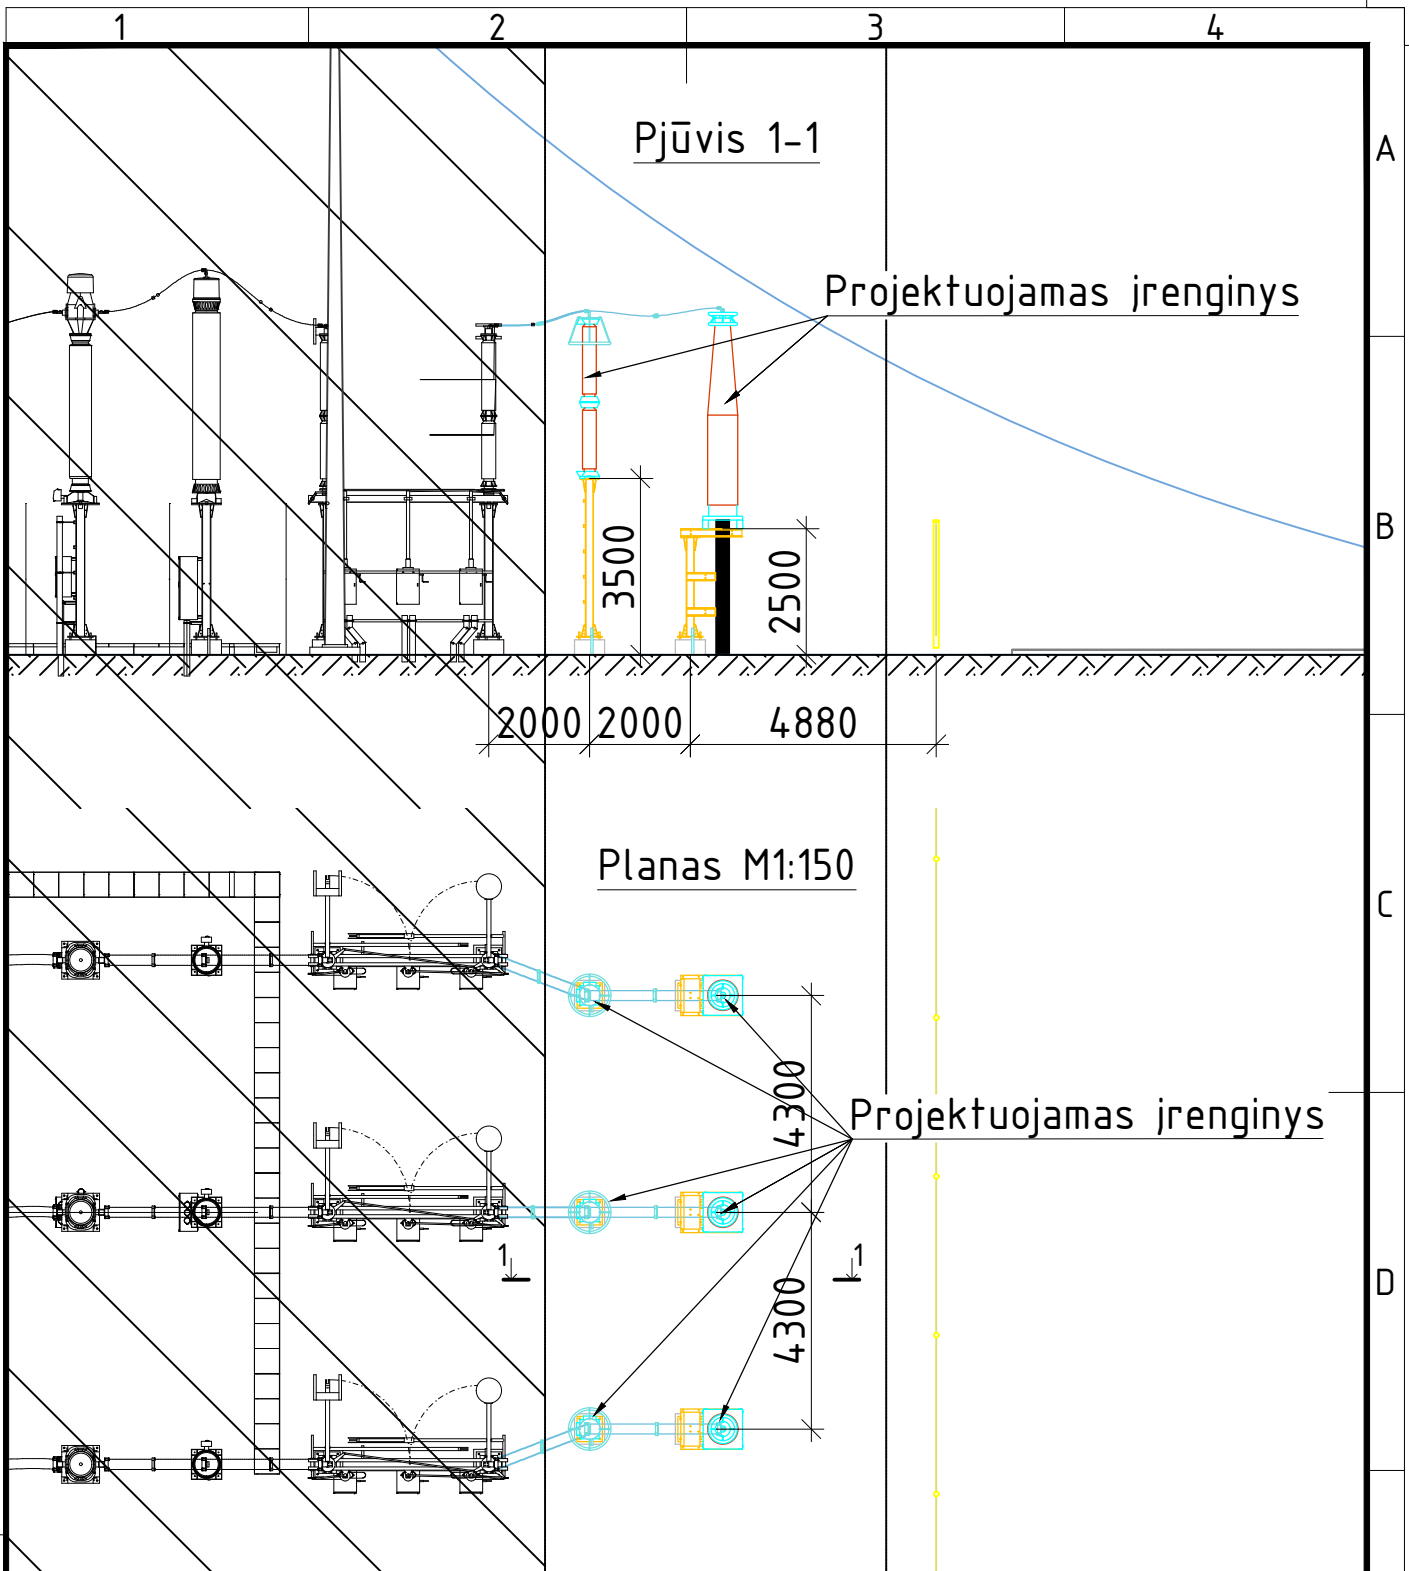 1 2 3 4
A
Pjūvis 1-1
Projektuojamas įrenginys
B
3500
2500
2000 2000 4880
Planas M1:150
C
4300
Projektuojamas įrenginys
1 1
D
4300